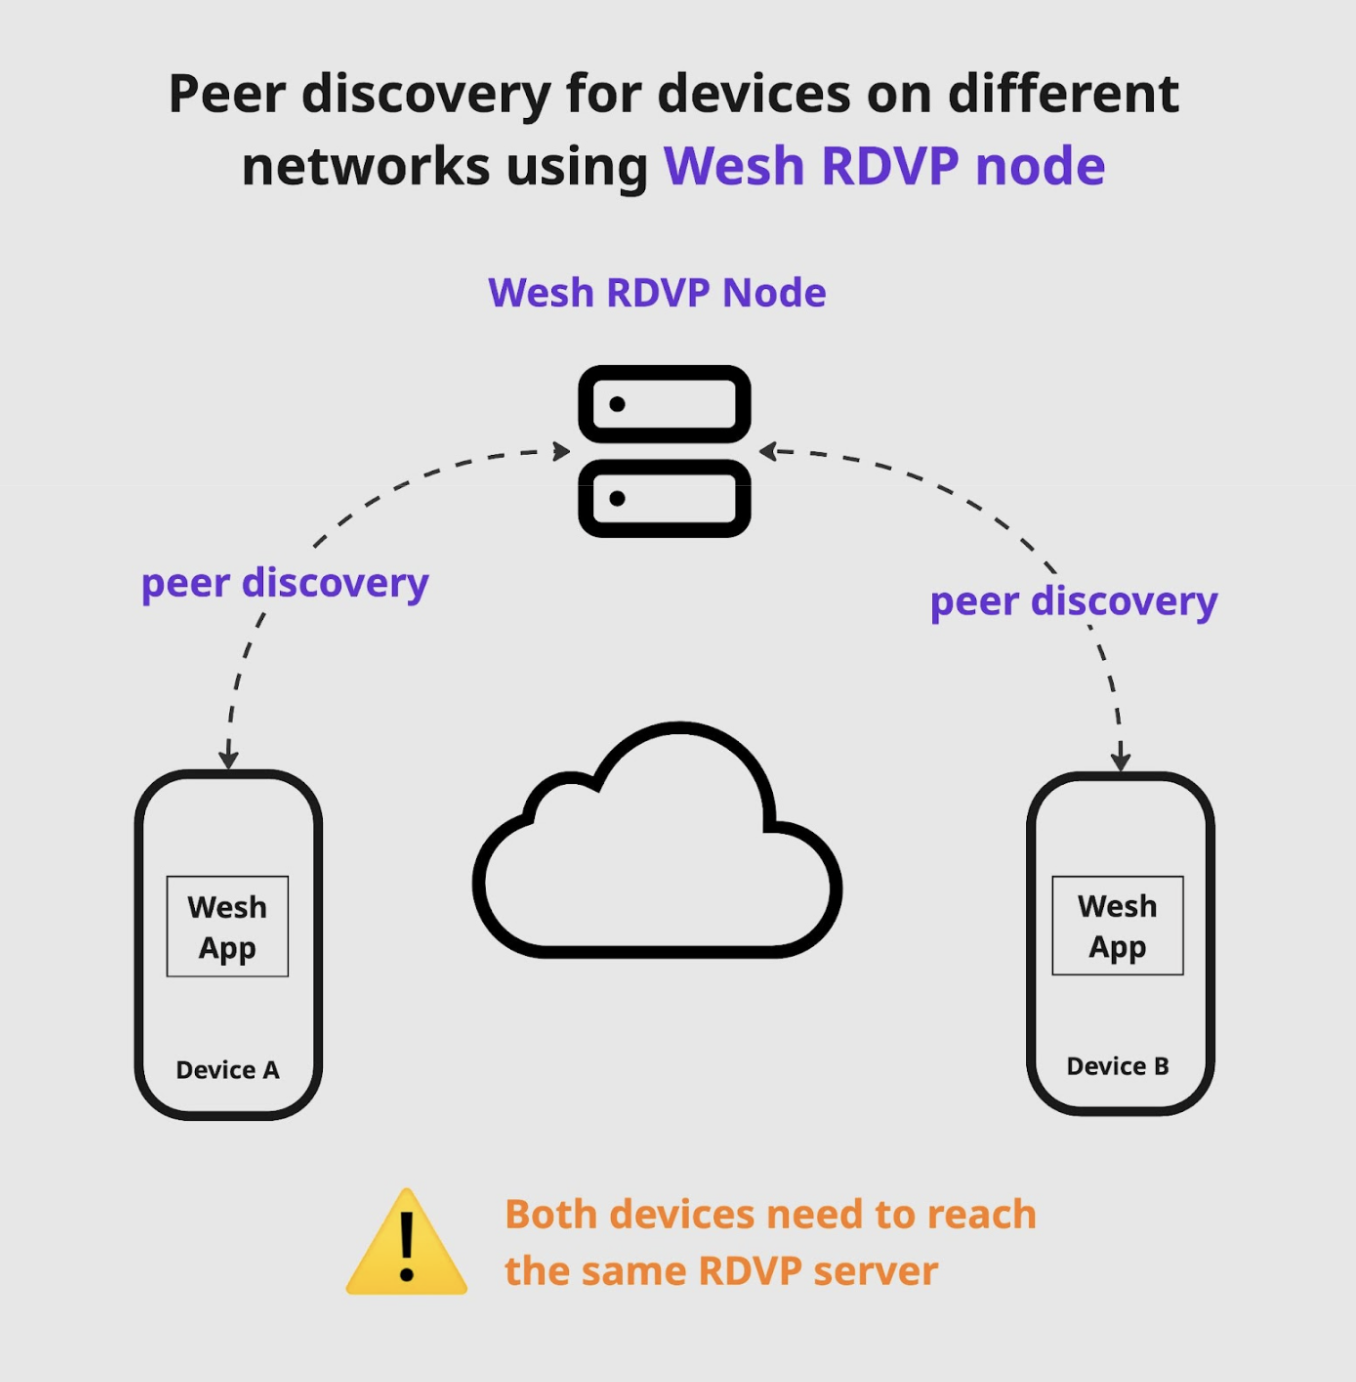 Peer discovery for devices on different
networks using Wesh RDVP node
Wesh RDVP Node
peer discovery
peer discovery
Wesh
App
Device A
Wesh
App
Device B
Both devices need to reach
the same RDVP server